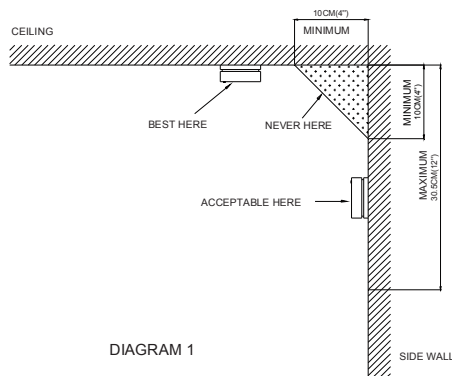 10CM(4")
CEILING
MINIMUM
BEST HERE
NEVER HERE
MINIMUM
10CM(4")
MAXIMUM
30.5CM(12")
ACCEPTABLE HERE
DIAGRAM 1
SIDE WALL